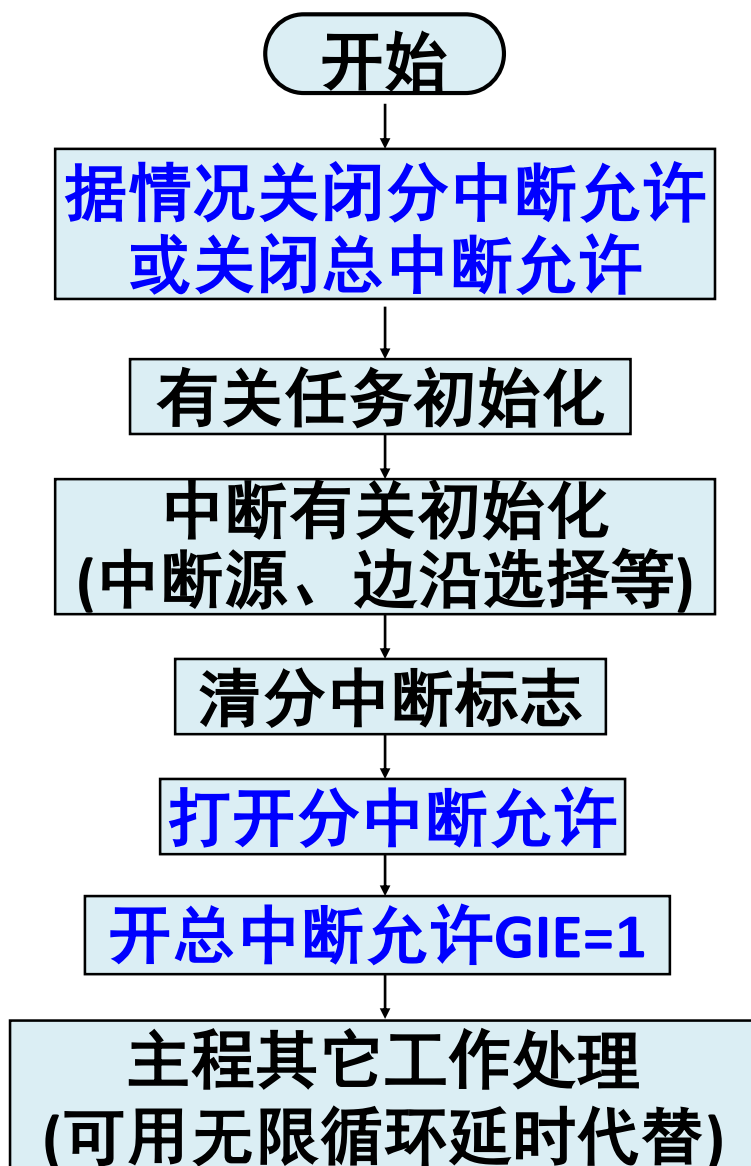 开始
据情况关闭分中断允许
或关闭总中断允许
有关任务初始化
中断有关初始化
(中断源、边沿选择等)
清分中断标志
打开分中断允许
开总中断允许GIE=1
主程其它工作处理
(可用无限循环延时代替)